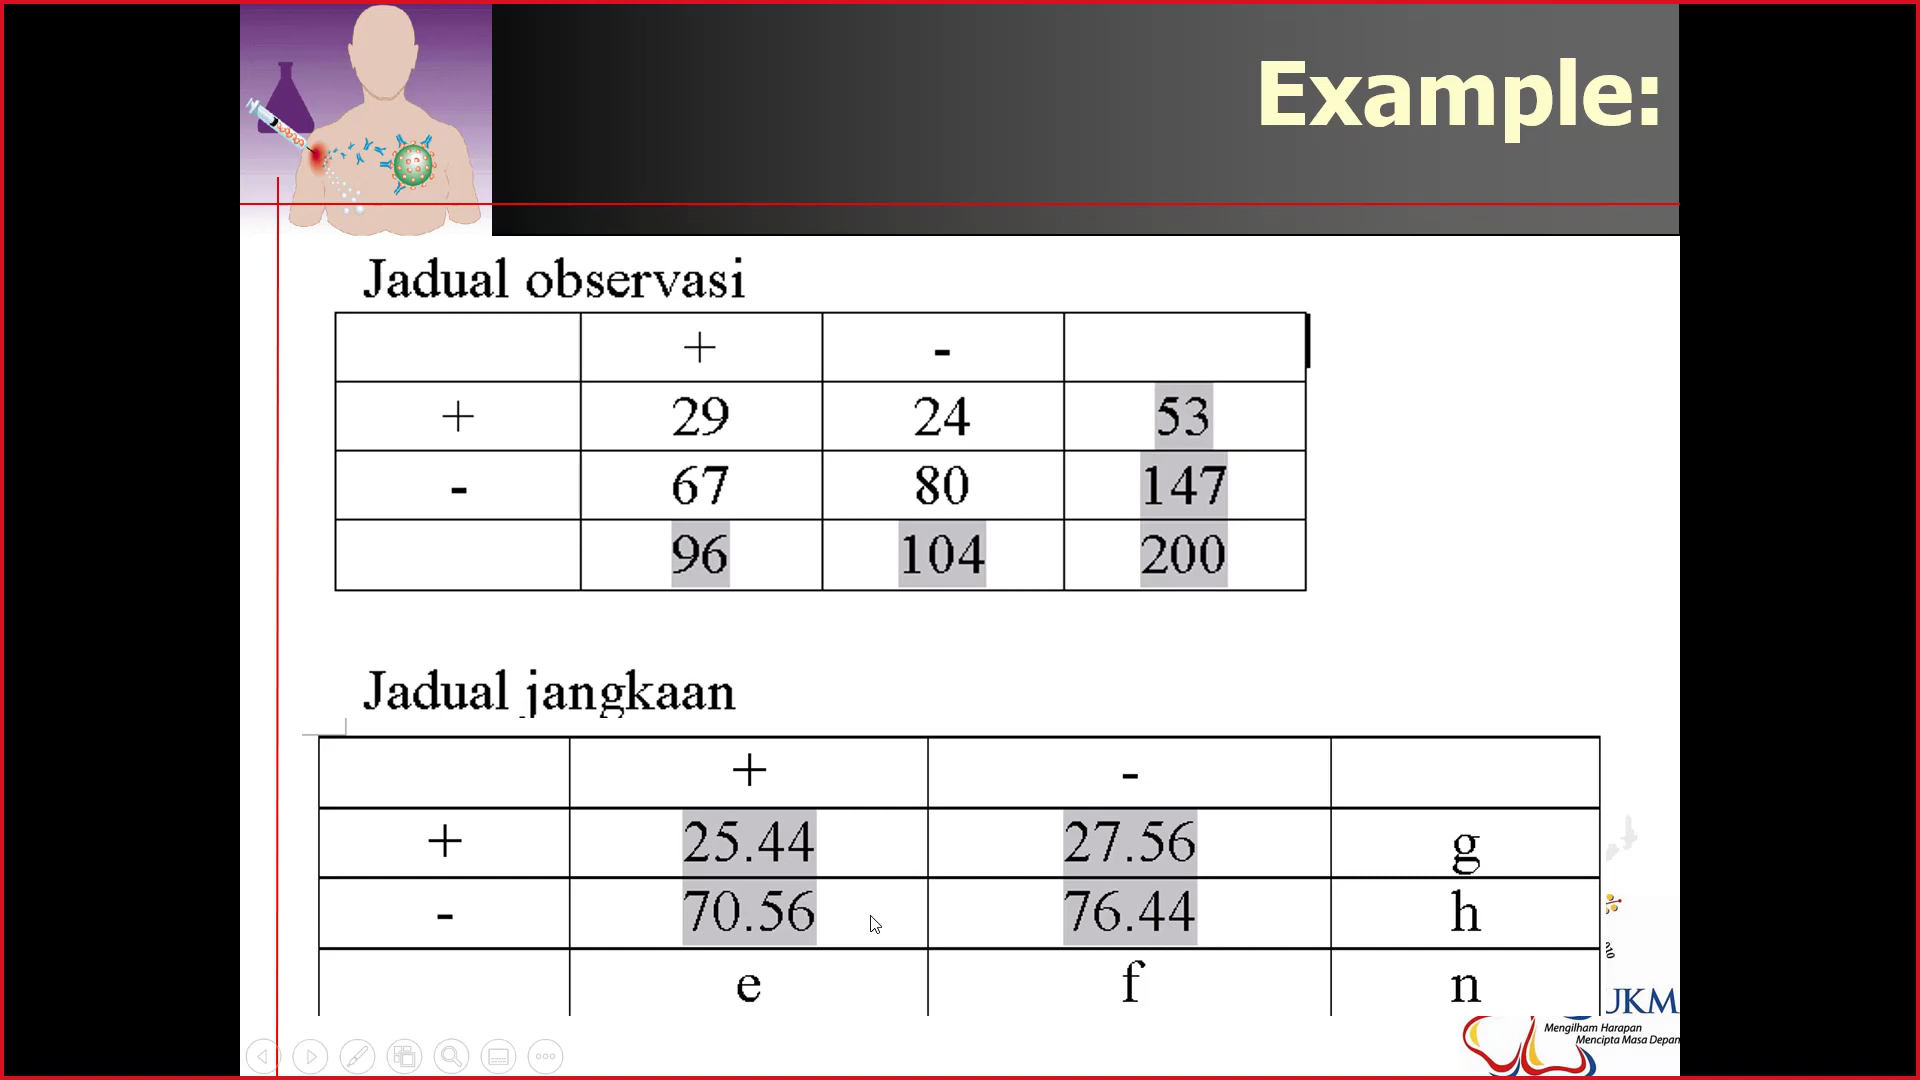 Example:
Jadual observasi
+ -
+ 29 24 53
- 67 80 147
96 104 200
Jadual jangkaan
+ -
+ 25.44 27.56 g
- 70.56 76.44 h
e f n
UKM
Mengilham Harapan
Mencipta Masa Depan